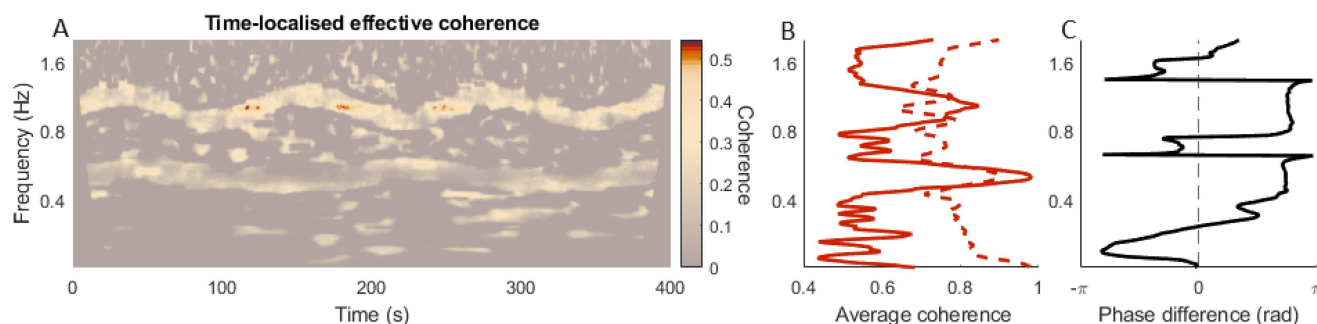 A
Time-localised effective coherence
Frequency (Hz)
1.6
0.8
0.4
0
100
200
300
400
Time (s)
0.5
0.4
0.3
0.2
0.1
0
Coherence
B
1.6
0.8
0.4
0.4
0.6
0.8
1
Average coherence
C
1.6
0.8
0.4
-π
0
π
Phase difference (rad)